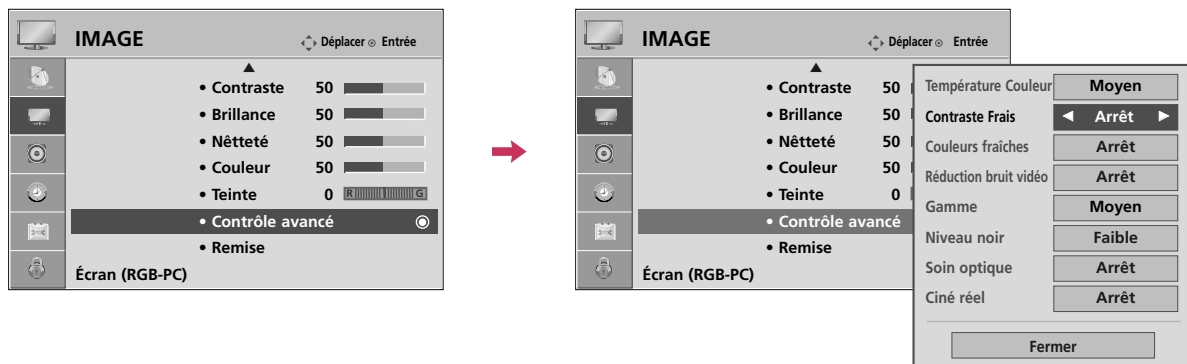 IMAGE
Déplacer
Entrée
• Contraste 50
• Brillance 50
• Nêtteté 50
• Couleur 50
• Teinte 0 R G
• Contrôle avancé
• Remise
Écran (RGB-PC)
IMAGE
Déplacer
Entrée
• Contraste 50
• Brillance 50
• Nêtteté 50
• Couleur 50
• Teinte 0
• Contrôle avancé
• Remise
Écran (RGB-PC)
Température Couleur Moyen
Contraste Frais ◄ Arrêt ►
Couleurs fraîches Arrêt
Réduction bruit vidéo Arrêt
Gamme Moyen
Niveau noir Faible
Soin optique Arrêt
Ciné réel Arrêt
Fermer